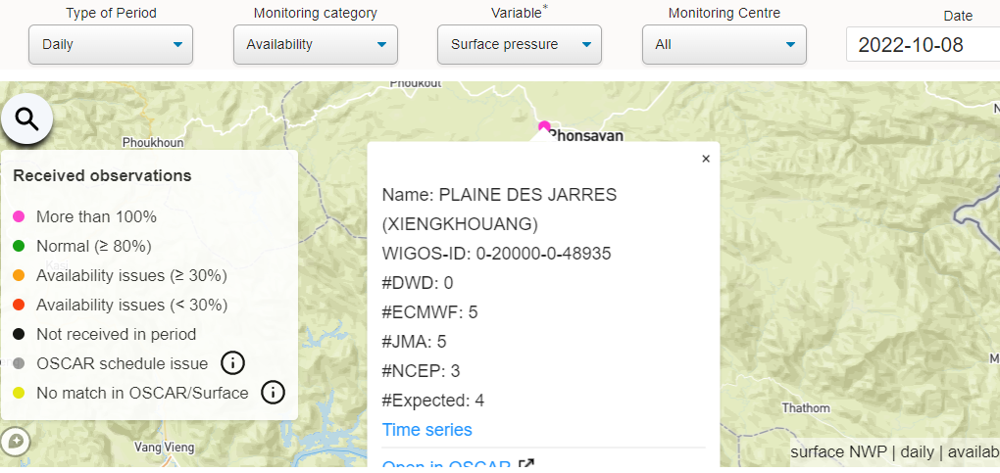 Type of Period
Monitoring category
Variable*
Monitoring Centre
Date
Daily
Availability
Surface pressure
All
2022-10-08
Phoukout
Phonsavan
Phoukhoun
×
Received observations
More than 100%
Normal (≥ 80%)
Availability issues (≥ 30%)
Availability issues (< 30%)
Not received in period
OSCAR schedule issue
No match in OSCAR/Surface
Name: PLAINE DES JARRES
(XIENGKHOUANG)
WIGOS-ID: 0-20000-0-48935
#DWD: 0
#ECMWF: 5
#JMA: 5
#NCEP: 3
#Expected: 4
Time series
Open in OSCAR
Thathom
Vang Vieng
surface NWP | daily | availab